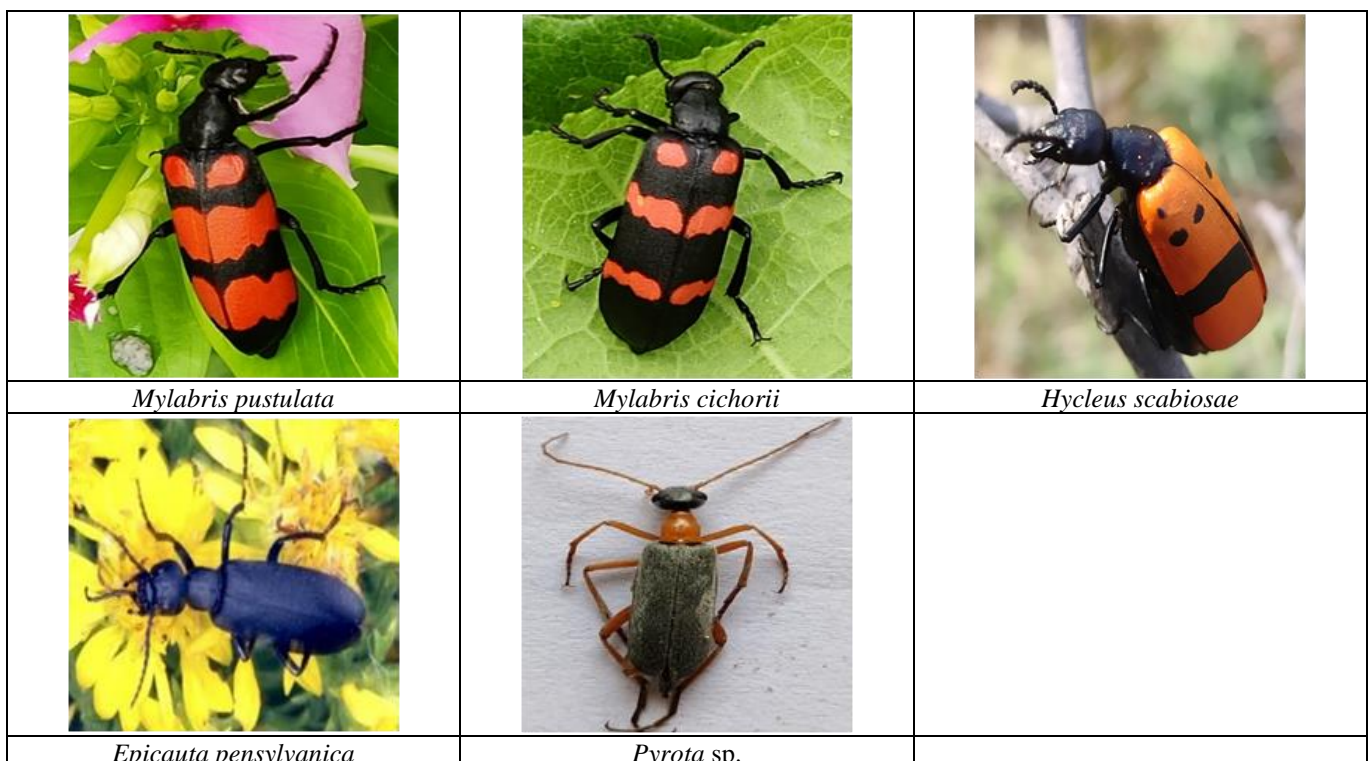 Mylabris pustulata
Mylabris cichorii
Hycleus scabiosae
Epicauta pensylvanica
Pyrota sp.